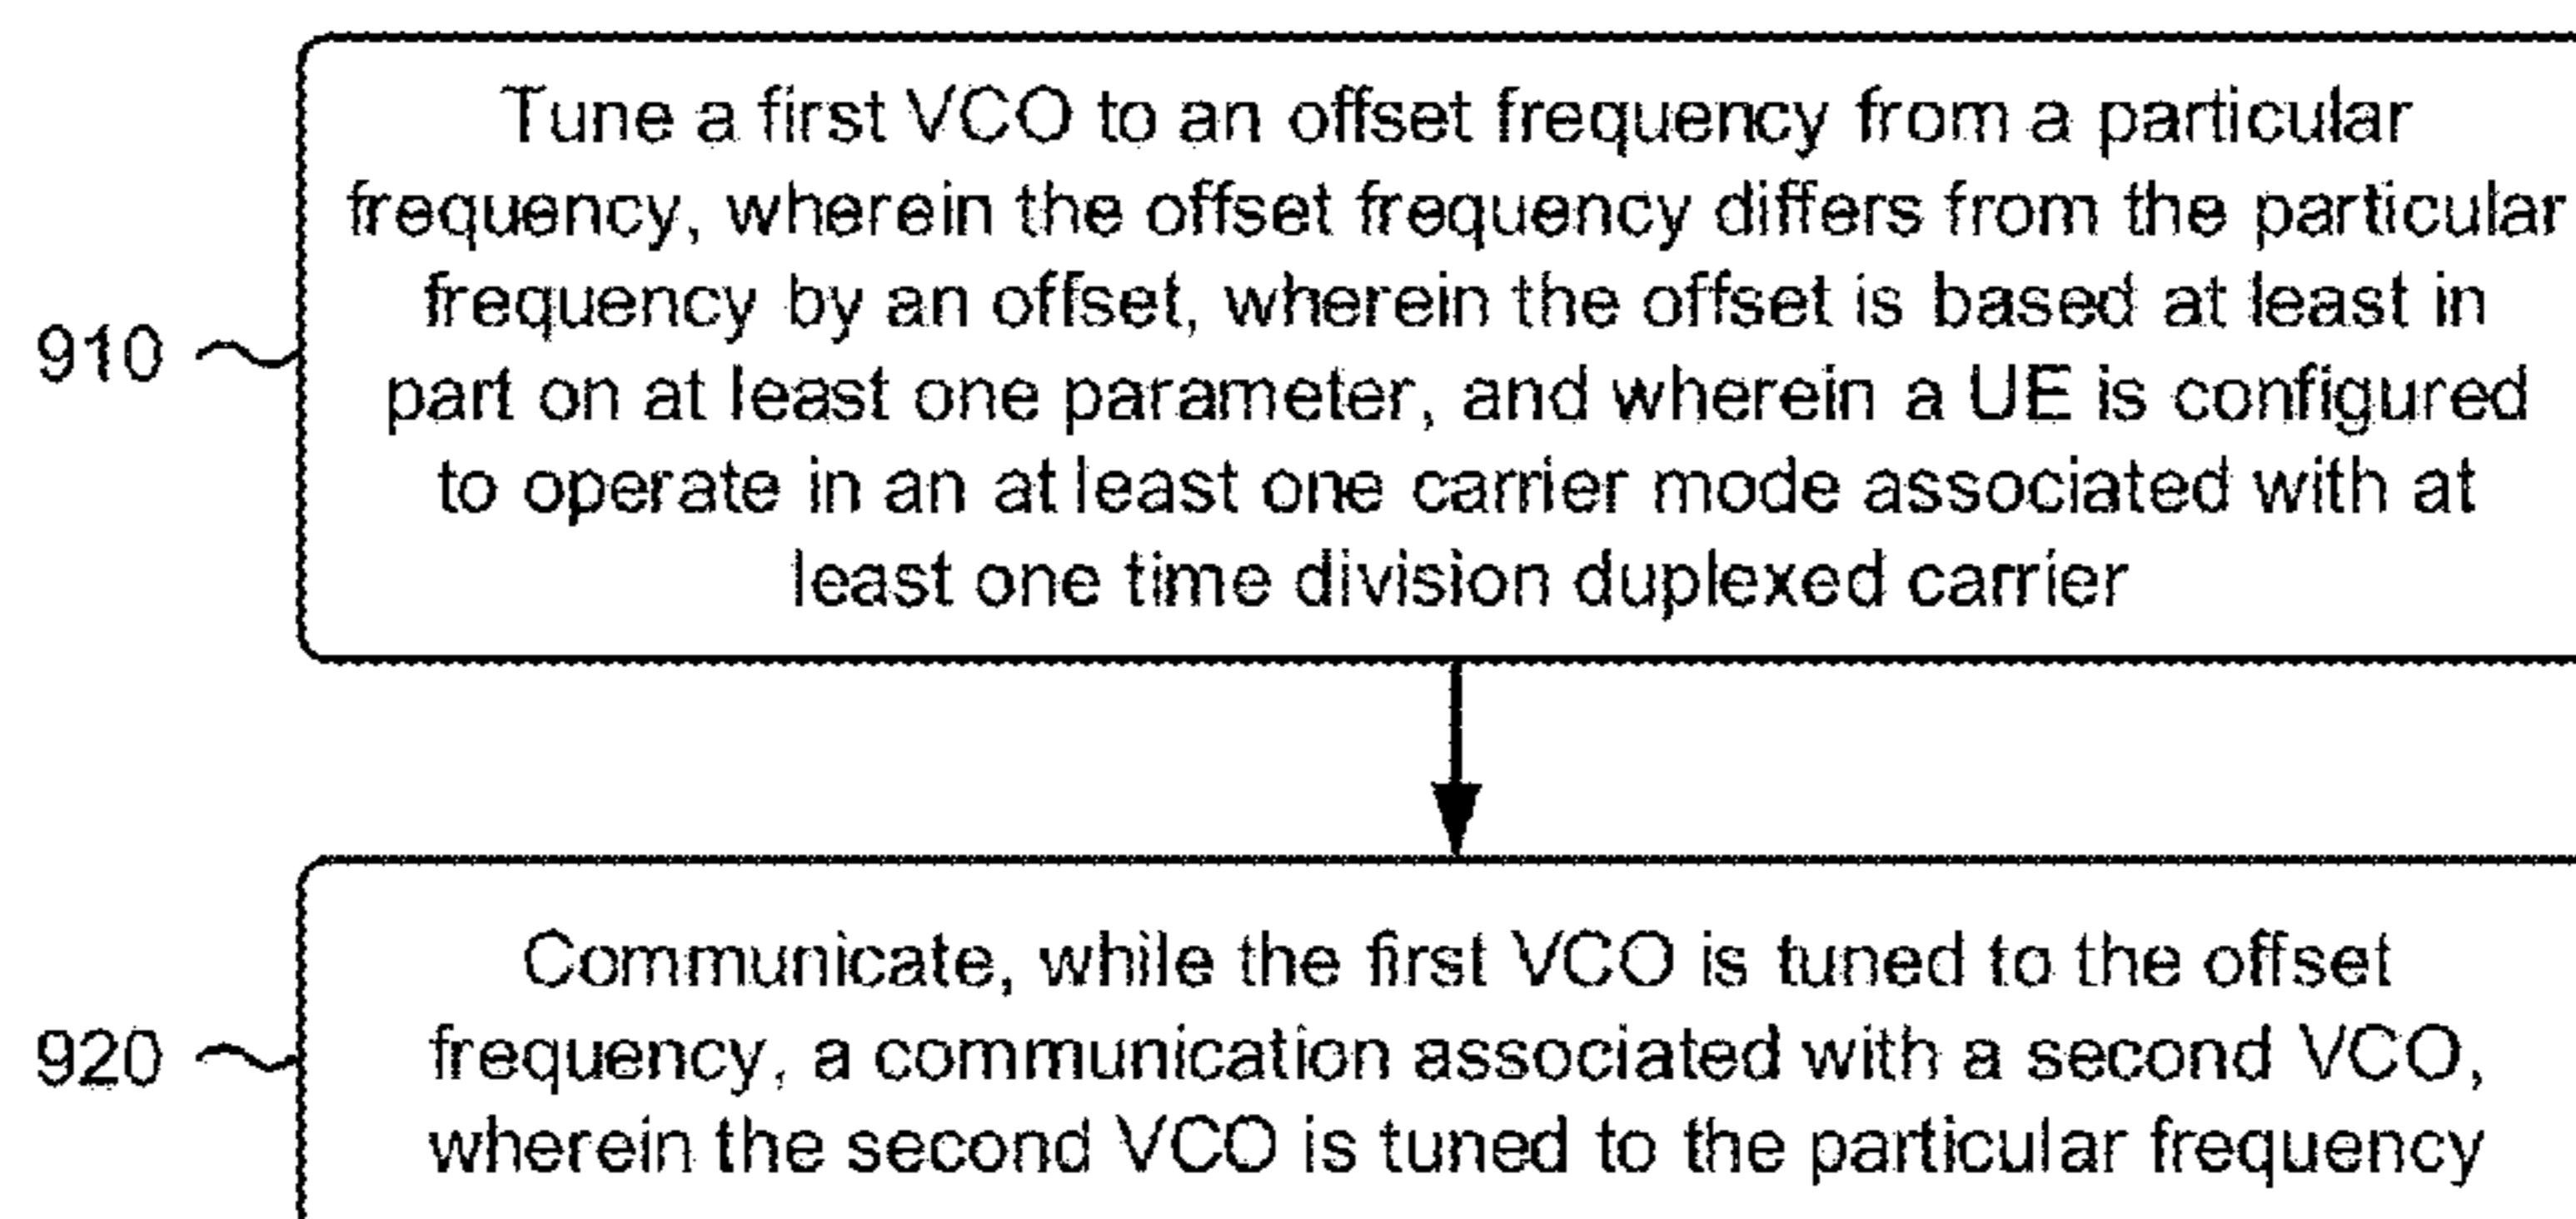 Tune a first VCO to an offset frequency from a particular
frequency, wherein the offset frequency differs from the particular
frequency by an offset, wherein the offset is based at least in
910
part on at least one parameter, and wherein a UE is configured
to operate in an at least one carrier mode associated with at
least one time division duplexed carrier
Communicate, while the first VCO is tuned to the offset
920
frequency, a communication associated with a second VCO,
wherein the second VCO is tuned to the particular frequency